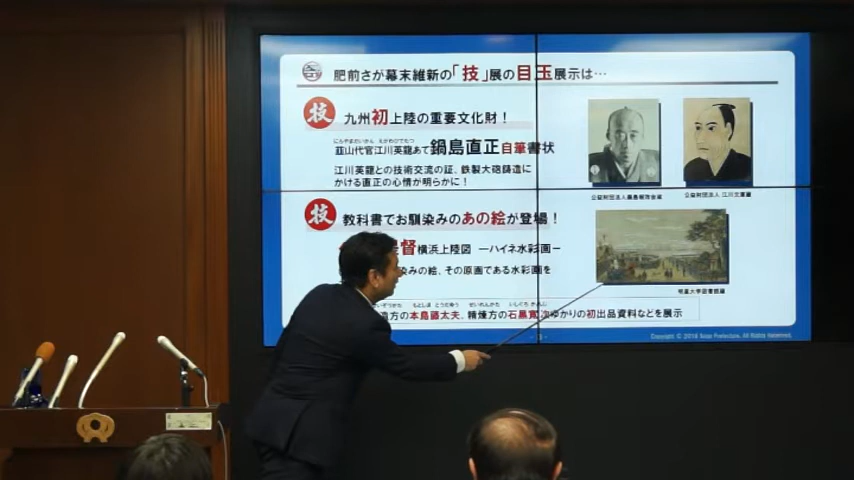 肥前さが幕末維新の「技」展の目玉展示は…
技 九州初上陸の重要文化財！
にらやまだいかん えがわひでたつ
韮山代官江川英龍あて鍋島直正自筆書状
江川英龍との技術交流の証、鉄製大砲鋳造に
かける直正の心情が明らかに！
公益財団法人鍋島報效会蔵
公益財団法人 江川文庫蔵
技 教科書でお馴染みのあの絵が登場！
督横浜上陸図 ーハイネ水彩画ー
染みの絵、その原画である水彩画を
明星大学図書館蔵
もとしま とうだゆう せいれんかた いしぐろ かんじ
方の本島藤太夫、精煉方の石黒寛次ゆかりの初出品資料などを展示
Copyright © 2018 Saga Prefecture. All Rights Reserved.